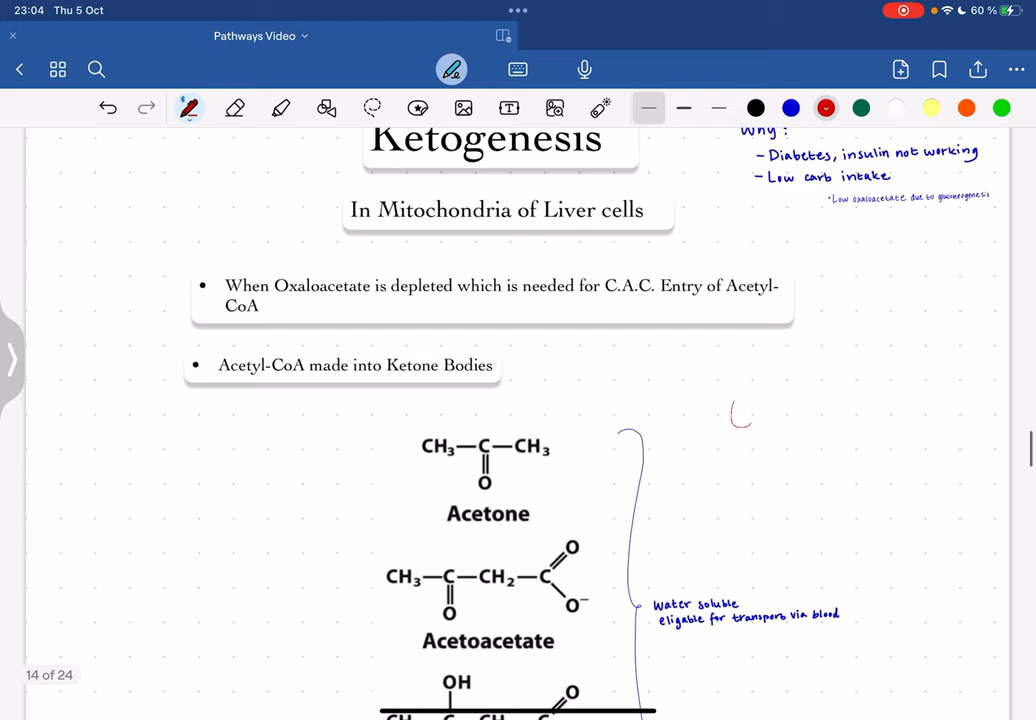 23:04 Thu 5 Oct
60 %
Pathways Video
Ketogenesis
Why:
- Diabetes, insulin not working
- Low carb intake
*Low oxaloacetate due to gluconeogenesis
In Mitochondria of Liver cells
• When Oxaloacetate is depleted which is needed for C.A.C. Entry of Acetyl-
CoA
• Acetyl-CoA made into Ketone Bodies
CH₃—C—CH₃
O
Acetone
O
CH₃—C—CH₂—C
O O⁻
Acetoacetate
Water soluble
eligable for transport via blood
OH
O
14 of 24